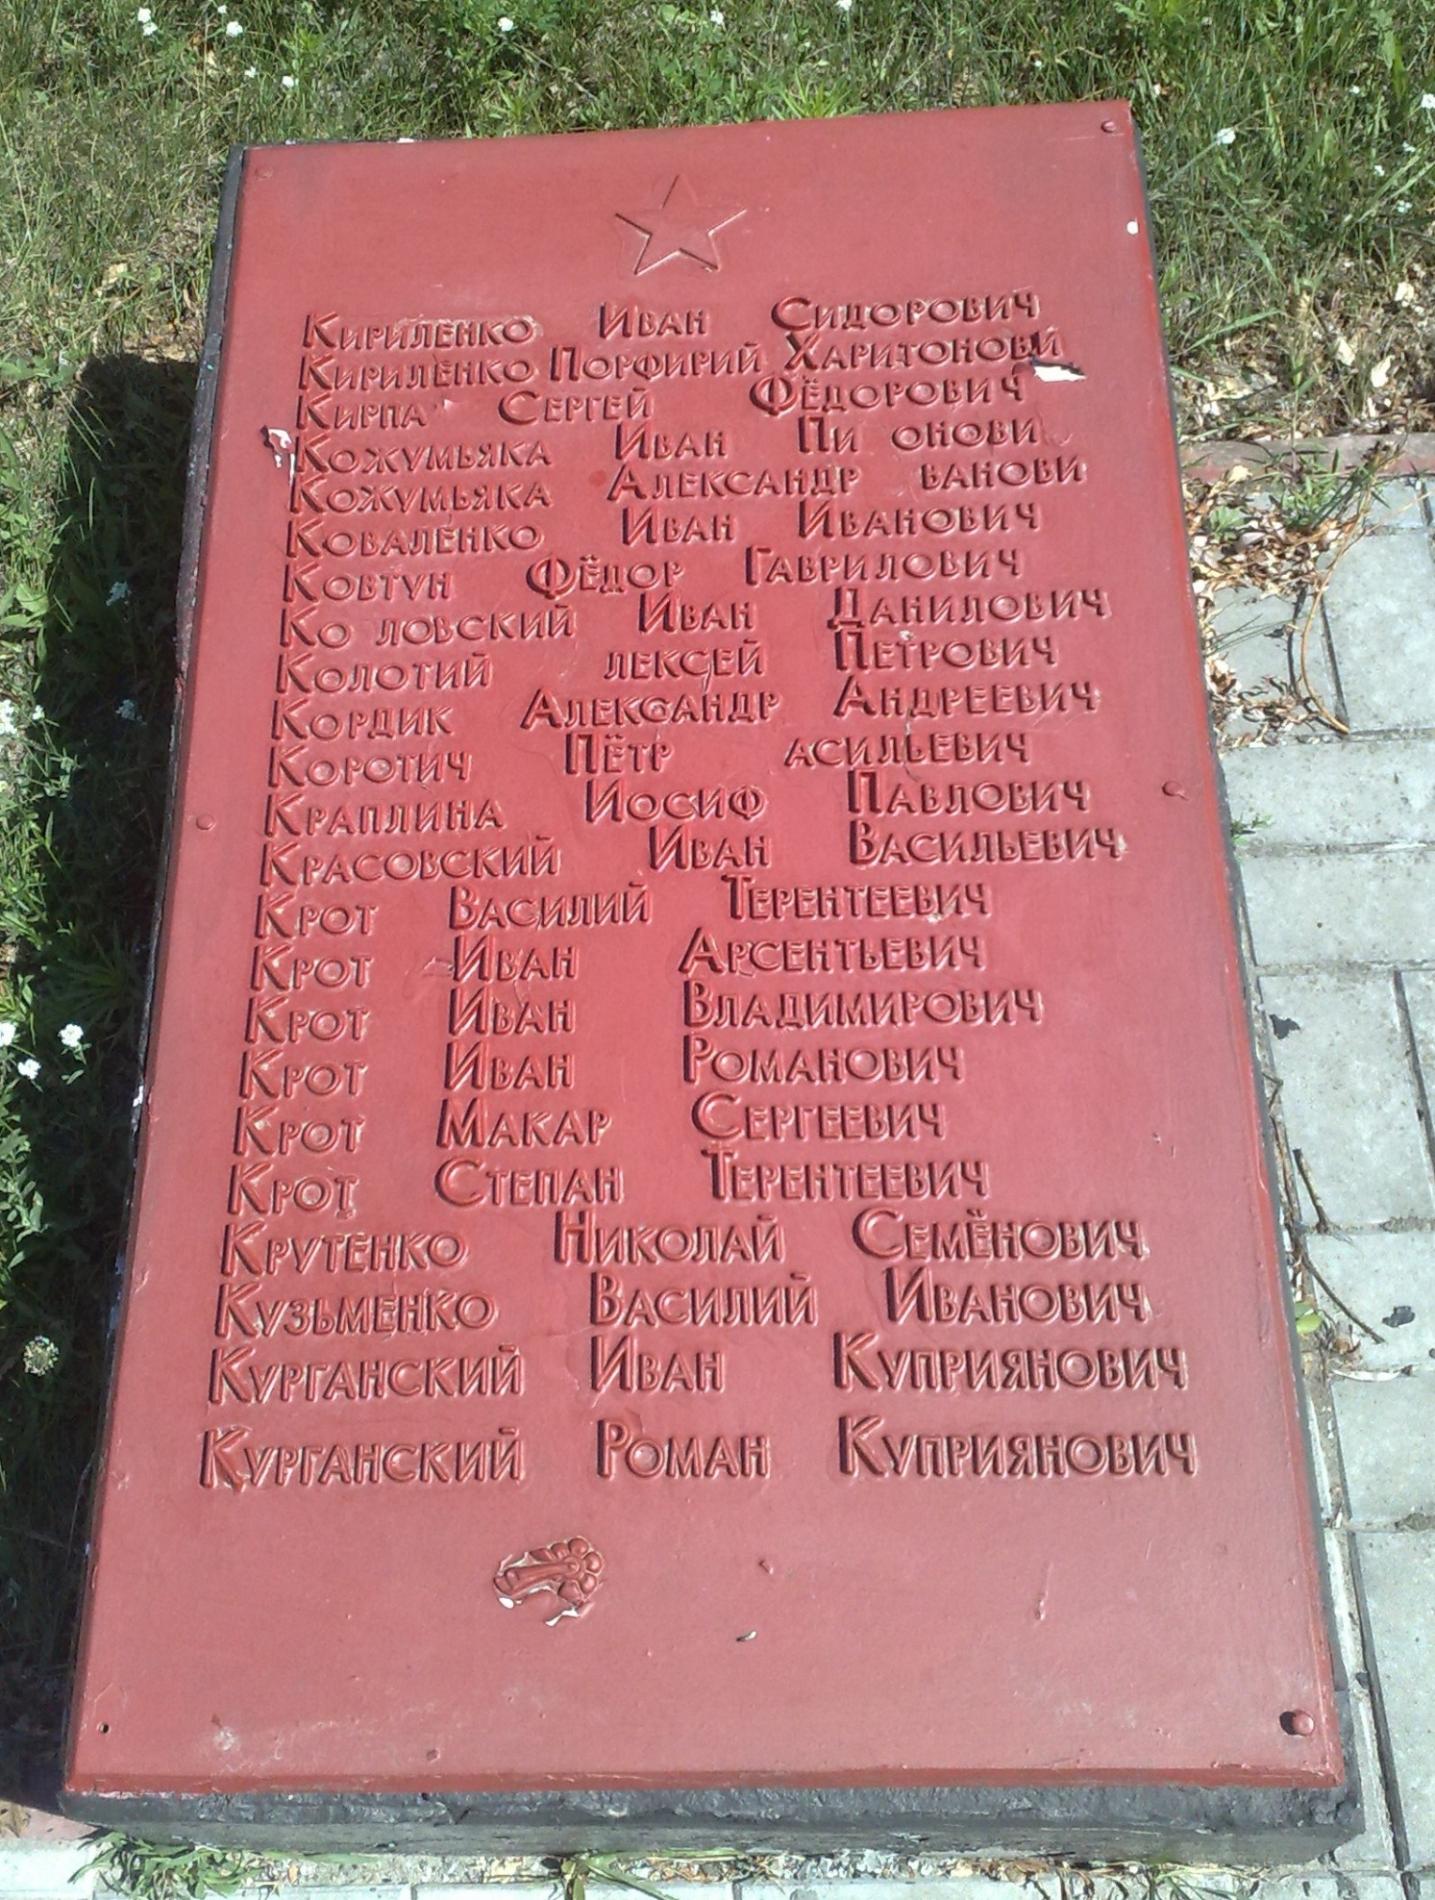 Кириленко Иван Сидорович
Кириленко Порфирий Харитонови
Кирпа Сергей Фёдорович
Кожумьяка Иван Пи онови
Кожумьяка Александр ванови
Коваленко Иван Иванович
Ковтун Фёдор Гаврилович
Ко ловский Иван Данилович
Колотий лексей Петрович
Кордик Александр Андреевич
Коротич Пётр асильевич
Краплина Иосиф Павлович
Красовский Иван Васильевич
Крот Василий Терентеевич
Крот Иван Арсентьевич
Крот Иван Владимирович
Крот Иван Романович
Крот Макар Сергеевич
Крот Степан Терентеевич
Крутенко Николай Семёнович
Кузьменко Василий Иванович
Курганский Иван Куприянович
Курганский Роман Куприянович